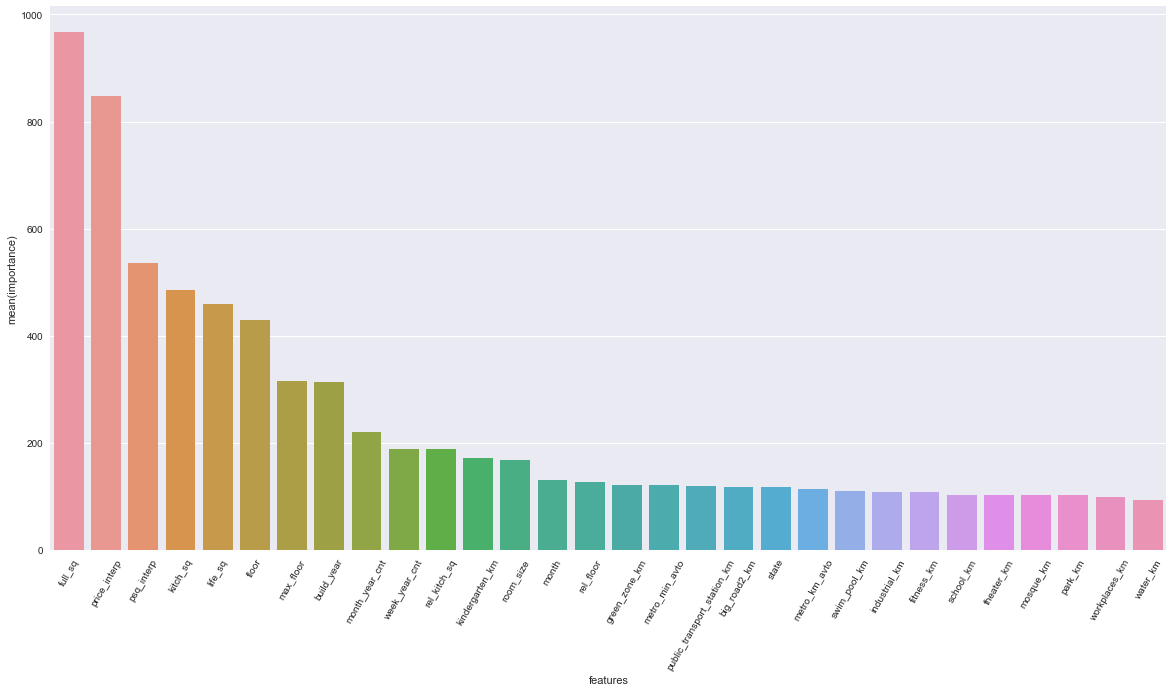 1000
800
600
400
200
0
mean(importance)
full_sq
price_interp
psq_interp
kitch_sq
life_sq
floor
max_floor
build_year
month_year_cnt
week_year_cnt
rel_kitch_sq
kindergarten_km
room_size
month
rel_floor
green_zone_km
metro_min_avto
public_transport_station_km
big_road2_km
state
metro_km_avto
swim_pool_km
industrial_km
fitness_km
school_km
theater_km
mosque_km
park_km
workplaces_km
water_km
features